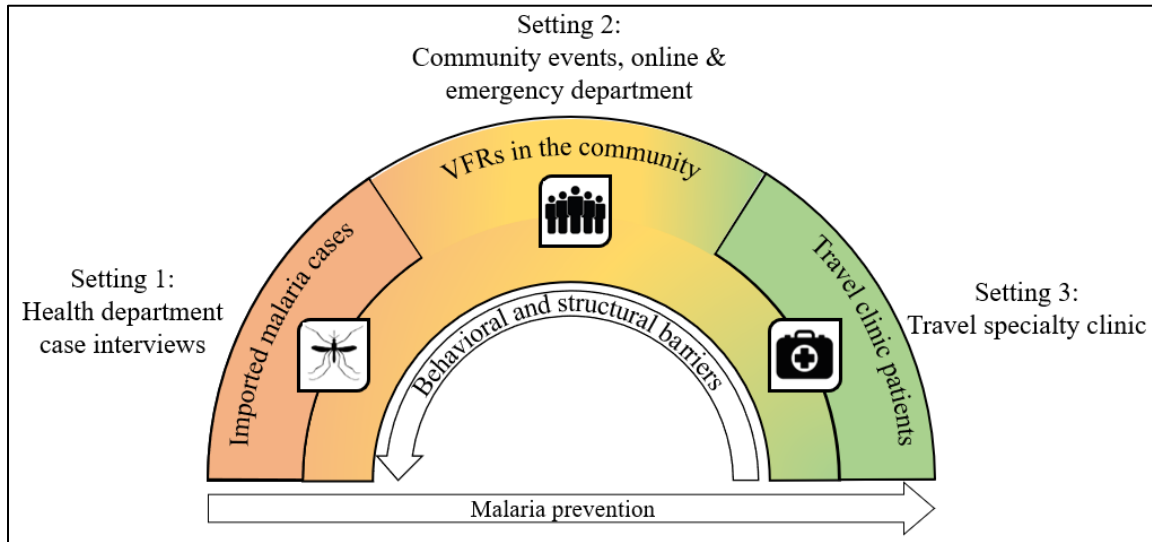 Setting 2:
Community events, online &
emergency department
VFRs in the community
Setting 1:
Health department
case interviews
Imported malaria cases
Behavioral and structural barriers
Travel clinic patients
Setting 3:
Travel specialty clinic
Malaria prevention